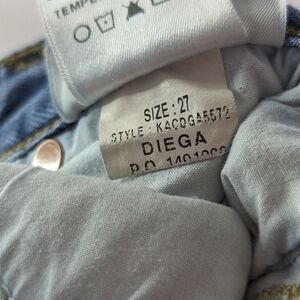 TEMPE
SIZE: 27
STYLE: KACDGA5572
DIEGA
P.O.